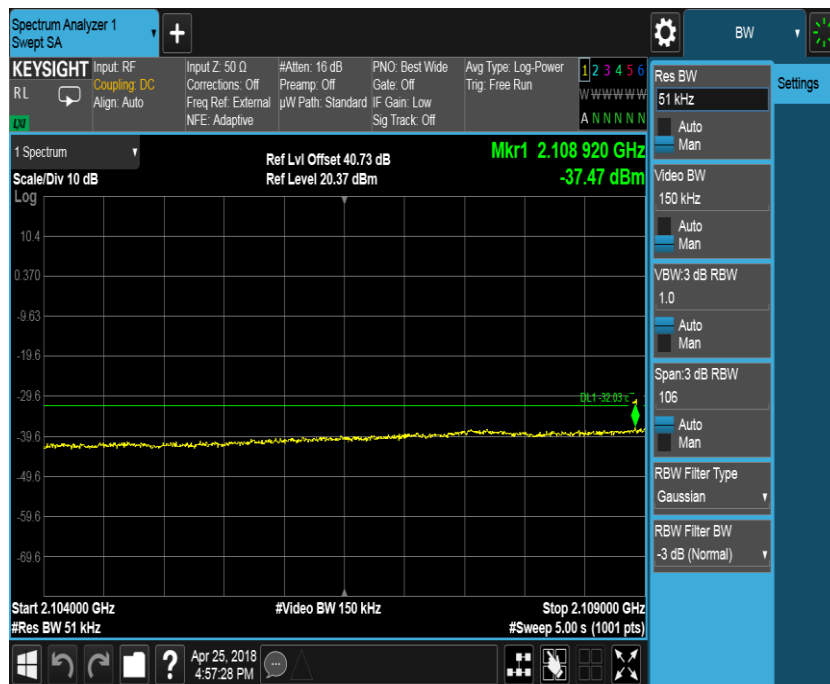 Spectrum Analyzer 1
Swept SA
+
BW
KEYSIGHT
RL
LXI
Input: RF
Coupling: DC
Align: Auto
Input Z: 50 Ω
Corrections: Off
Freq Ref: External
NFE: Adaptive
#Atten: 16 dB
Preamp: Off
µW Path: Standard
PNO: Best Wide
Gate: Off
IF Gain: Low
Sig Track: Off
Avg Type: Log-Power
Trig: Free Run
1 2 3 4 5 6
W W W W W W
A N N N N N
1 Spectrum
Scale/Div 10 dB
Ref Lvl Offset 40.73 dB
Ref Level 20.37 dBm
Mkr1 2.108 920 GHz
-37.47 dBm
Log
10.4
0.370
-9.63
-19.6
-29.6
-39.6
-49.6
-59.6
-69.6
DL1 -32.03
1
Start 2.104000 GHz
#Res BW 51 kHz
#Video BW 150 kHz
Stop 2.109000 GHz
#Sweep 5.00 s (1001 pts)
?
Apr 25, 2018
4:57:28 PM
Res BW
51 kHz
Auto
Man
Video BW
150 kHz
Auto
Man
VBW:3 dB RBW
1.0
Auto
Man
Span:3 dB RBW
106
Auto
Man
RBW Filter Type
Gaussian
RBW Filter BW
-3 dB (Normal)
Settings